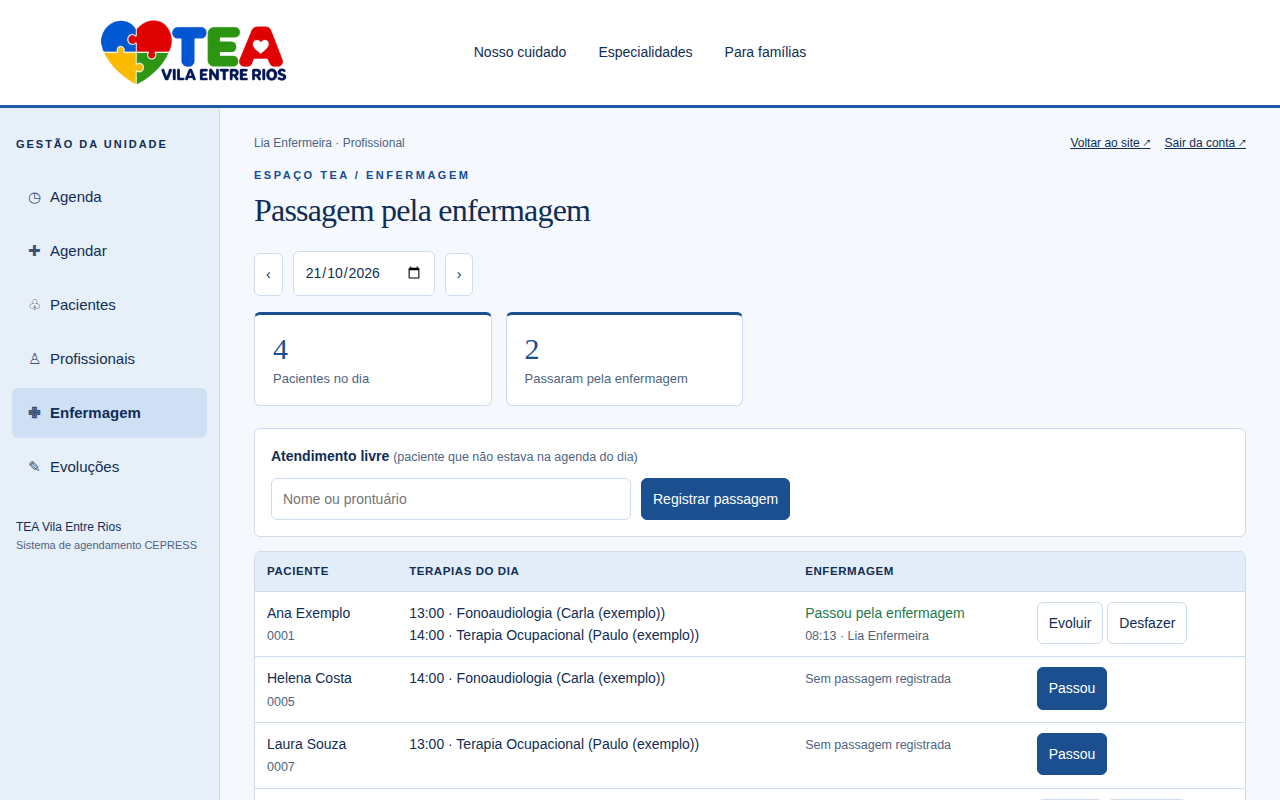 TEA
VILA ENTRE RIOS
Nosso cuidado
Especialidades
Para famílias
GESTÃO DA UNIDADE
Agenda
Agendar
Pacientes
Profissionais
Enfermagem
Evoluções
TEA Vila Entre Rios
Sistema de agendamento CEPRESS
Lia Enfermeira · Profissional
Voltar ao site ↗
Sair da conta ↗
ESPAÇO TEA / ENFERMAGEM
Passagem pela enfermagem
‹
21/10/2026
›
4
Pacientes no dia
2
Passaram pela enfermagem
Atendimento livre (paciente que não estava na agenda do dia)
Nome ou prontuário
Registrar passagem
PACIENTE TERAPIAS DO DIA ENFERMAGEM
Ana Exemplo
0001
13:00 · Fonoaudiologia (Carla (exemplo))
14:00 · Terapia Ocupacional (Paulo (exemplo))
Passou pela enfermagem
08:13 · Lia Enfermeira
Evoluir
Desfazer
Helena Costa
0005
14:00 · Fonoaudiologia (Carla (exemplo))
Sem passagem registrada
Passou
Laura Souza
0007
13:00 · Terapia Ocupacional (Paulo (exemplo))
Sem passagem registrada
Passou